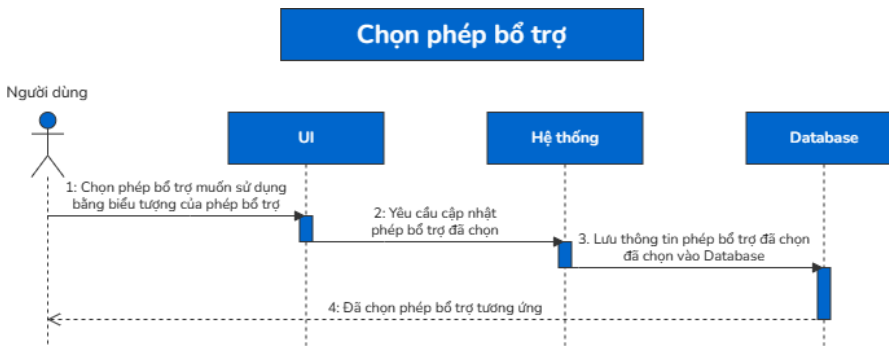 Chọn phép bổ trợ
Người dùng
UI
Hệ thống
Database
1: Chọn phép bổ trợ muốn sử dụng
bằng biểu tượng của phép bổ trợ
2: Yêu cầu cập nhật
phép bổ trợ đã chọn
3. Lưu thông tin phép bổ trợ đã chọn
đã chọn vào Database
4: Đã chọn phép bổ trợ tương ứng